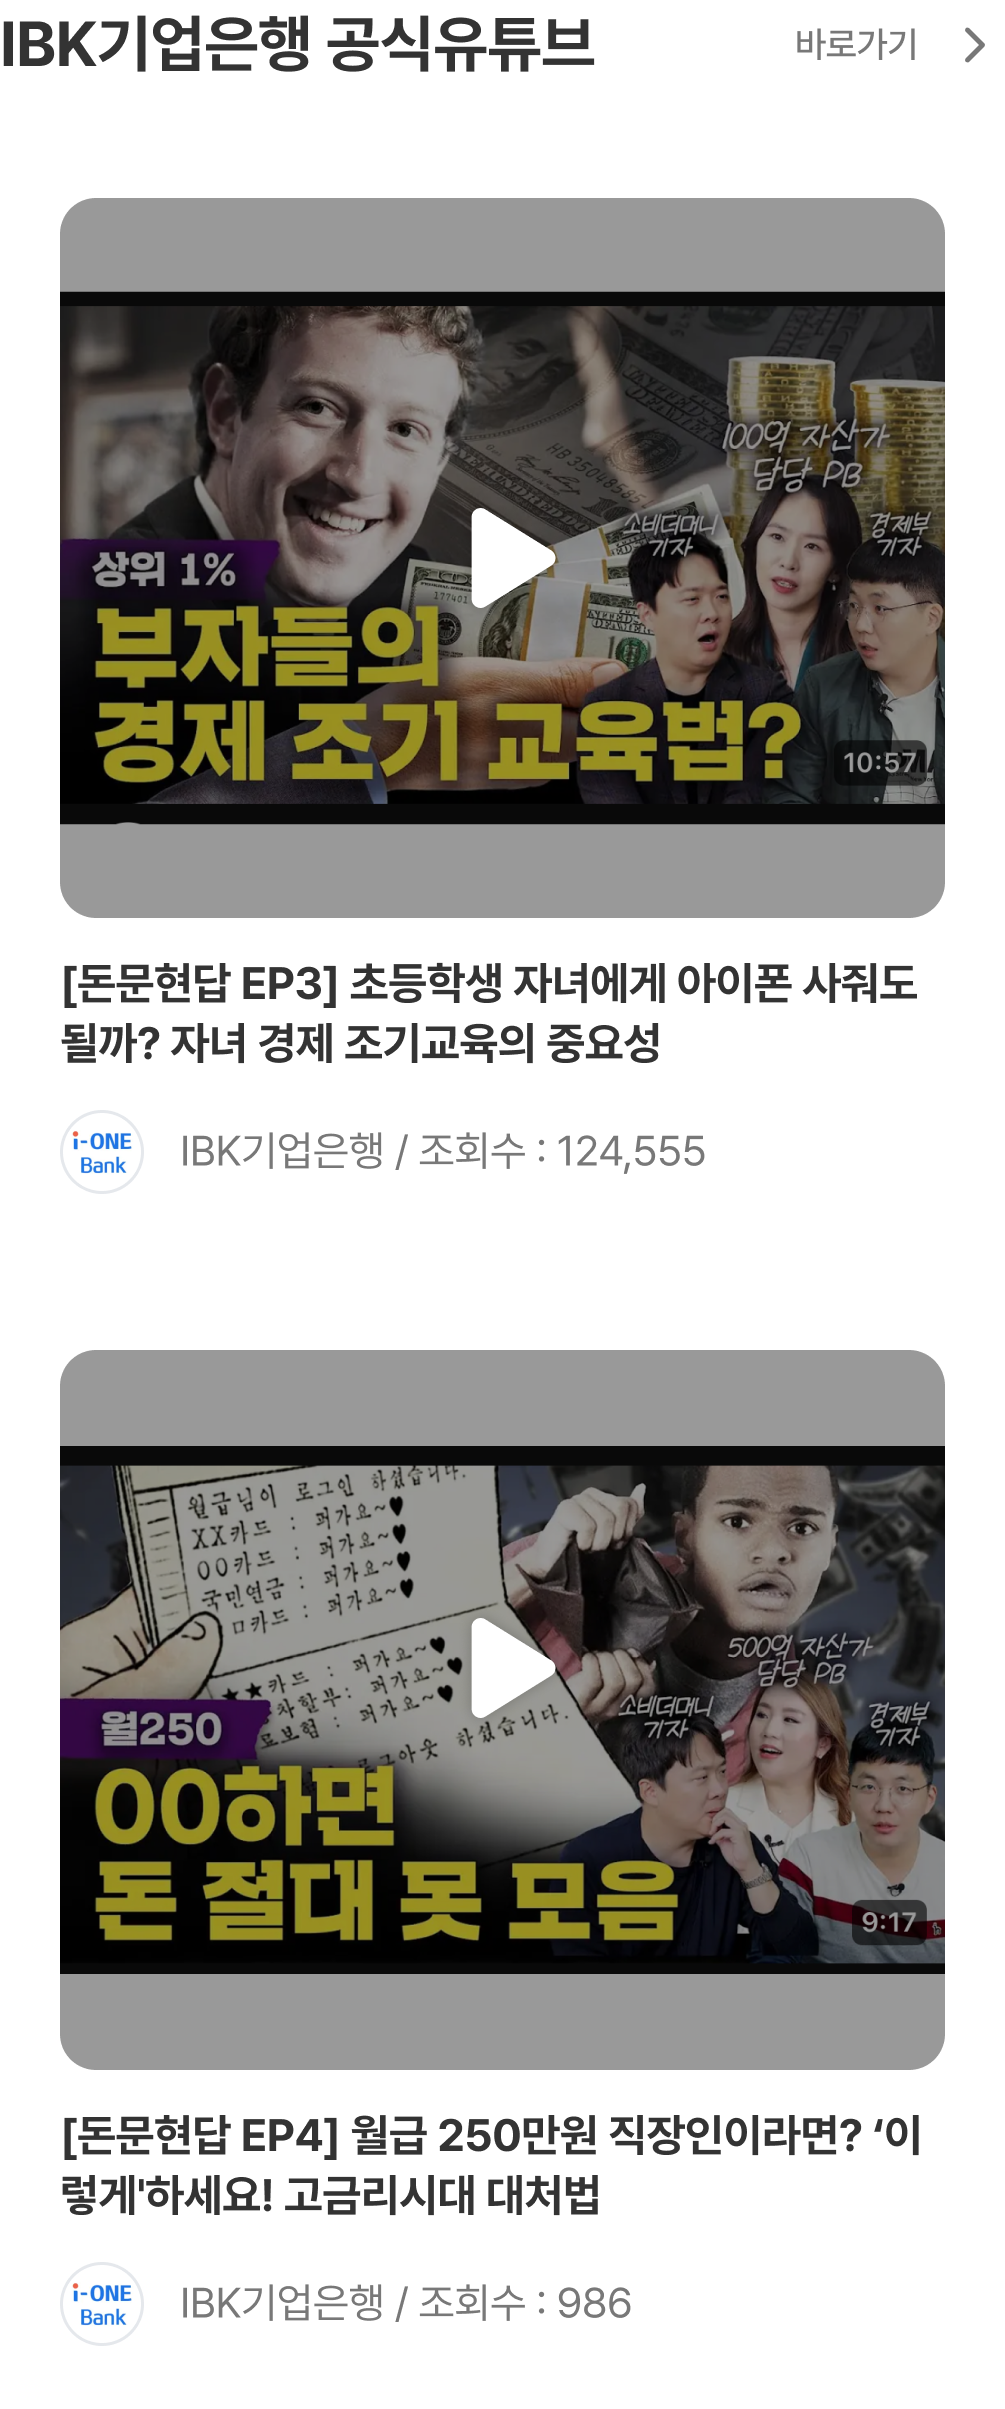 IBK기업은행 공식유튜브
바로가기
100억 자산가
담당 PB
소비더머니
기자
경제부
기자
HB35048585
상위 1%
부자들의
경제 조기 교육법?
10:57
[돈문현답 EP3] 초등학생 자녀에게 아이폰 사줘도
될까? 자녀 경제 조기교육의 중요성
i-ONE
Bank
IBK기업은행 / 조회수 : 124,555
월급님이 로그인 하셨습니다.
XX카드 : 퍼가요~♥
OO카드 : 퍼가요~♥
국민연금 : 퍼가요~♥
ㅁ카드 : 퍼가요~♥
★★카드 : 퍼가요~♥
차할부: 퍼가요~♥
료보험 : 퍼가요~♥
로그아웃 하셨습니다.
500억 자산가
담당 PB
소비더머니
기자
경제부
기자
월250
OO하면
돈 절대 못 모음
9:17
[돈문현답 EP4] 월급 250만원 직장인이라면? ‘이
렇게'하세요! 고금리시대 대처법
i-ONE
Bank
IBK기업은행 / 조회수 : 986